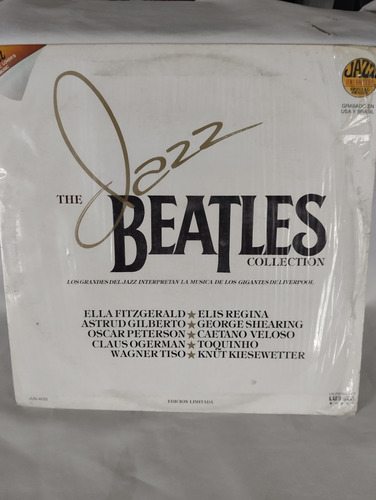 JAZZ
GRABADO EN
USA Y BRASIL
Jazz
THE BEATLES
COLLECTION
LOS GRANDES DEL JAZZ INTERPRETAN LA MUSICA DE LOS GIGANTES DE LIVERPOOL
ELLA FITZGERALD ★ ELIS REGINA
ASTRUD GILBERTO ★ GEORGE SHEARING
OSCAR PETERSON ★ CAETANO VELOSO
CLAUS OGERMAN ★ TOQUINHO
WAGNER TISO ★ KNUT KIESEWETTER
EDICION LIMITADA